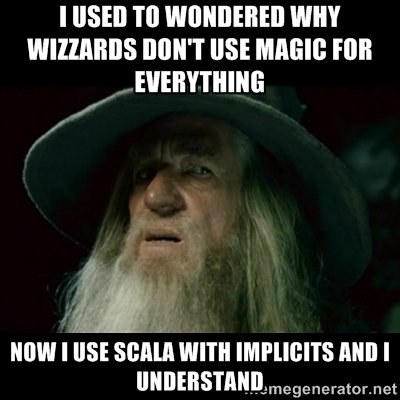 I USED TO WONDERED WHY
WIZZARDS DON'T USE MAGIC FOR
EVERYTHING
NOW I USE SCALA WITH IMPLICITS AND I
UNDERSTAND
memegenerator.net